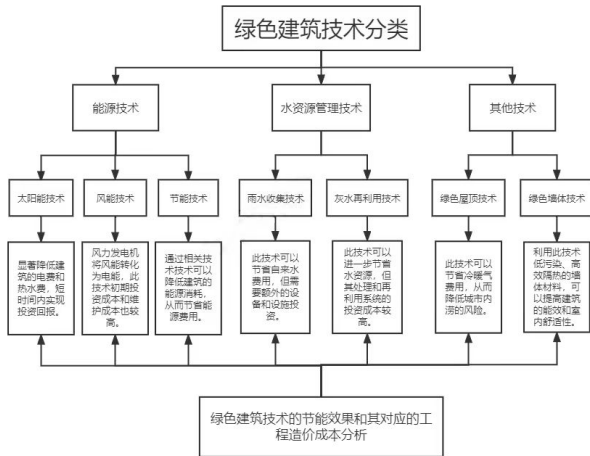 绿色建筑技术分类
能源技术
水资源管理技术
其他技术
太阳能技术
风能技术
节能技术
雨水收集技术
灰水再利用技术
绿色屋顶技术
绿色墙体技术
显著降低建
筑的电费和
热水费，短
时间内实现
投资回报。
风力发电机
将风能转化
为电能，此
技术初期投
资成本和维
护成本也较
高。
通过相关技
术技术可以
降低建筑的
能源消耗，
从而节省能
源费用。
此技术可以
节省自来水
费用，但需
要额外的设
备和设施投
资。
此技术可以
进一步节省
水资源，但
其处理和再
利用系统的
投资成本较
高。
此技术可以
节省冷暖气
费用，从而
降低城市内
涝的风险。
利用此技术
低污染、高
效隔热的墙
体材料，可
以提高建筑
的能效和室
内舒适性。
绿色建筑技术的节能效果和其对应的工
程造价成本分析